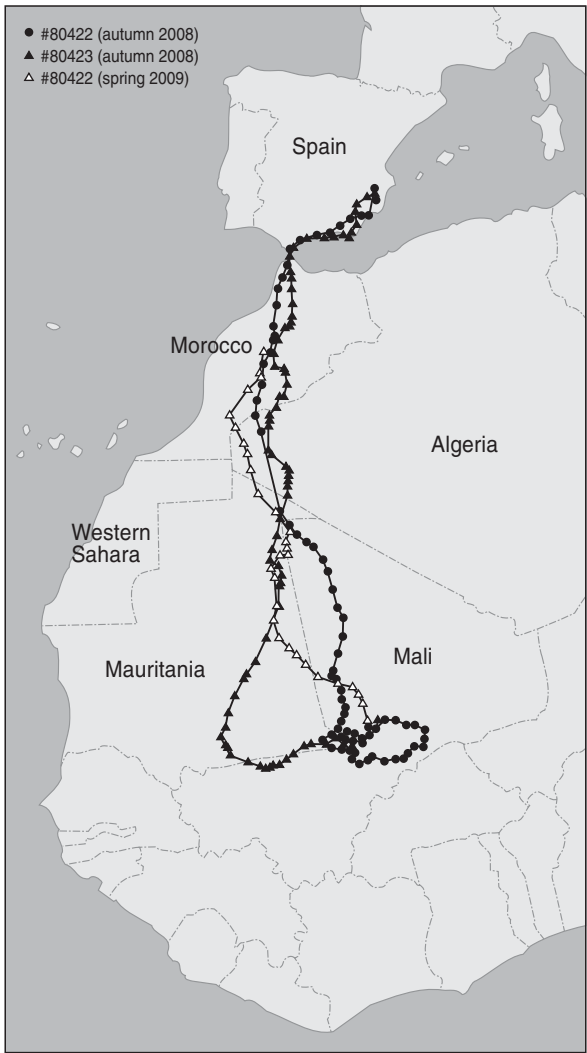 #80422 (autumn 2008)
#80423 (autumn 2008)
#80422 (spring 2009)
Spain
Morocco
Algeria
Western
Sahara
Mauritania
Mali